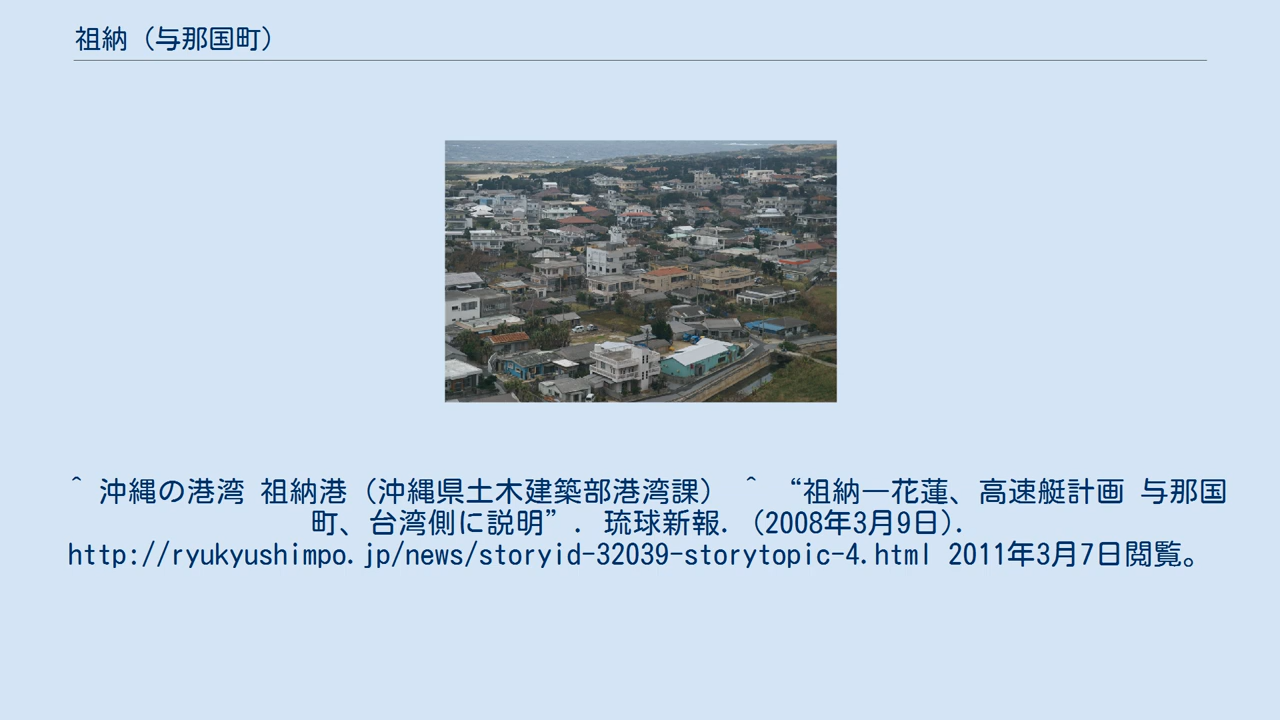 祖納（与那国町）
^ 沖縄の港湾 祖納港（沖縄県土木建築部港湾課） ^ “祖納―花蓮、高速艇計画 与那国
町、台湾側に説明”. 琉球新報. (2008年3月9日).
http://ryukyushimpo.jp/news/storyid-32039-storytopic-4.html 2011年3月7日閲覧。